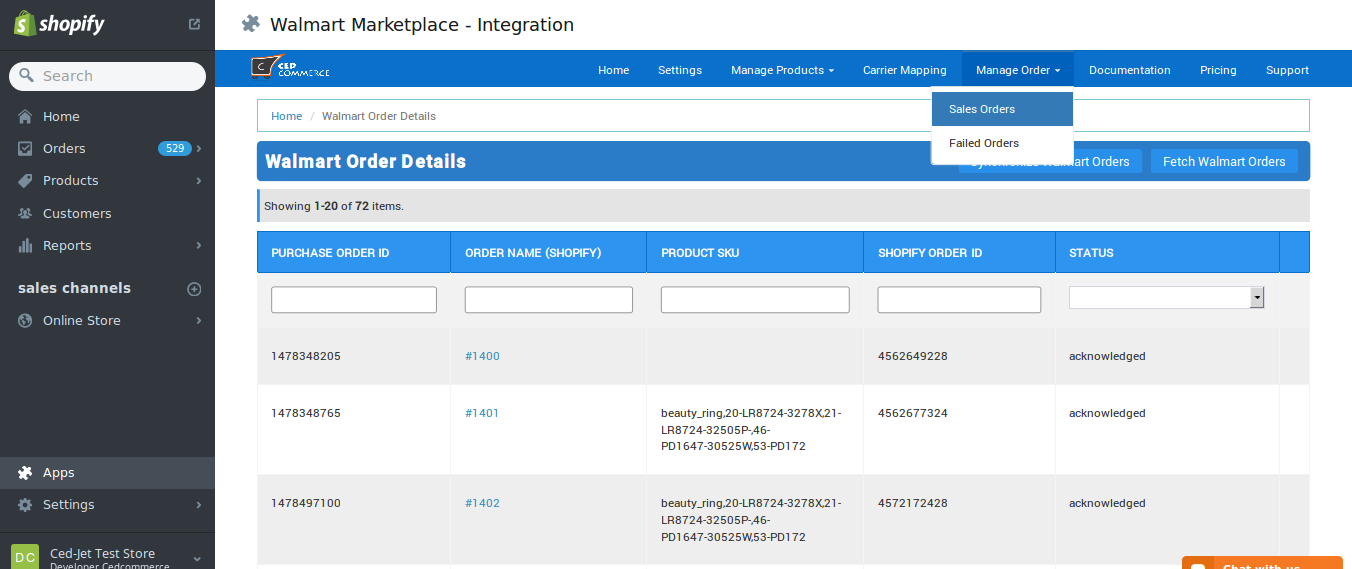 shopify
Search
Home
Orders 529
Products
Customers
Reports
sales channels
Online Store
Apps
Settings
DC Ced-Jet Test Store
Developer Cedcommerce
Walmart Marketplace - Integration
C CED COMMERCE
Home Settings Manage Products Carrier Mapping Manage Order Documentation Pricing Support
Sales Orders
Failed Orders
Home / Walmart Order Details
Walmart Order Details
Synchronize Walmart Orders Fetch Walmart Orders
Showing 1-20 of 72 items.
PURCHASE ORDER ID ORDER NAME (SHOPIFY) PRODUCT SKU SHOPIFY ORDER ID STATUS
1478348205 #1400 4562649228 acknowledged
1478348765 #1401 beauty_ring,20-LR8724-3278X,21- 4562677324 acknowledged
LR8724-32505P-,46-
PD1647-30525W,53-PD172
1478497100 #1402 beauty_ring,20-LR8724-3278X,21- 4572172428 acknowledged
LR8724-32505P-,46-
PD1647-30525W,53-PD172
Chat with us